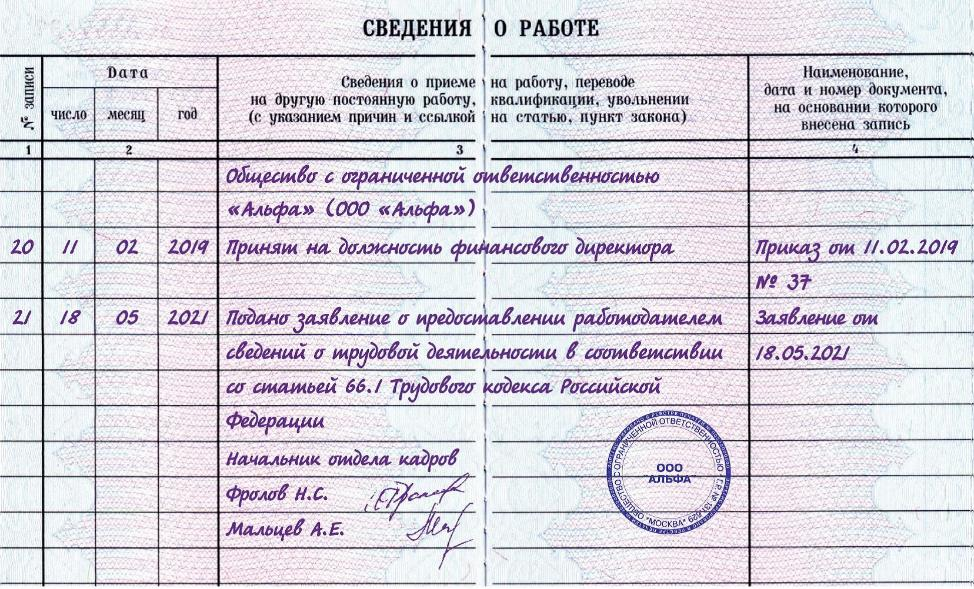 СВЕДЕНИЯ О РАБОТЕ
№ записи
Дата
число месяц год
Сведения о приеме на работу, переводе
на другую постоянную работу, квалификации, увольнении
(с указанием причин и ссылкой на статью, пункт закона)
Наименование,
дата и номер документа,
на основании которого
внесена запись
1 2 3 4
Общество с ограниченной ответственностью
«Альфа» (ООО «Альфа»)
20 11 02 2019 Принят на должность финансового директора Приказ от 11.02.2019
№ 37
21 18 05 2021 Подано заявление о предоставлении работодателем Заявление от
сведений о трудовой деятельности в соответствии 18.05.2021
со статьей 66.1 Трудового кодекса Российской
Федерации
Начальник отдела кадров
Фролов Н.С.
Мальцев А.Е.
ОБЩЕСТВО С ОГРАНИЧЕННОЙ ОТВЕТСТВЕННОСТЬЮ
ООО
АЛЬФА
"МОСКВА"